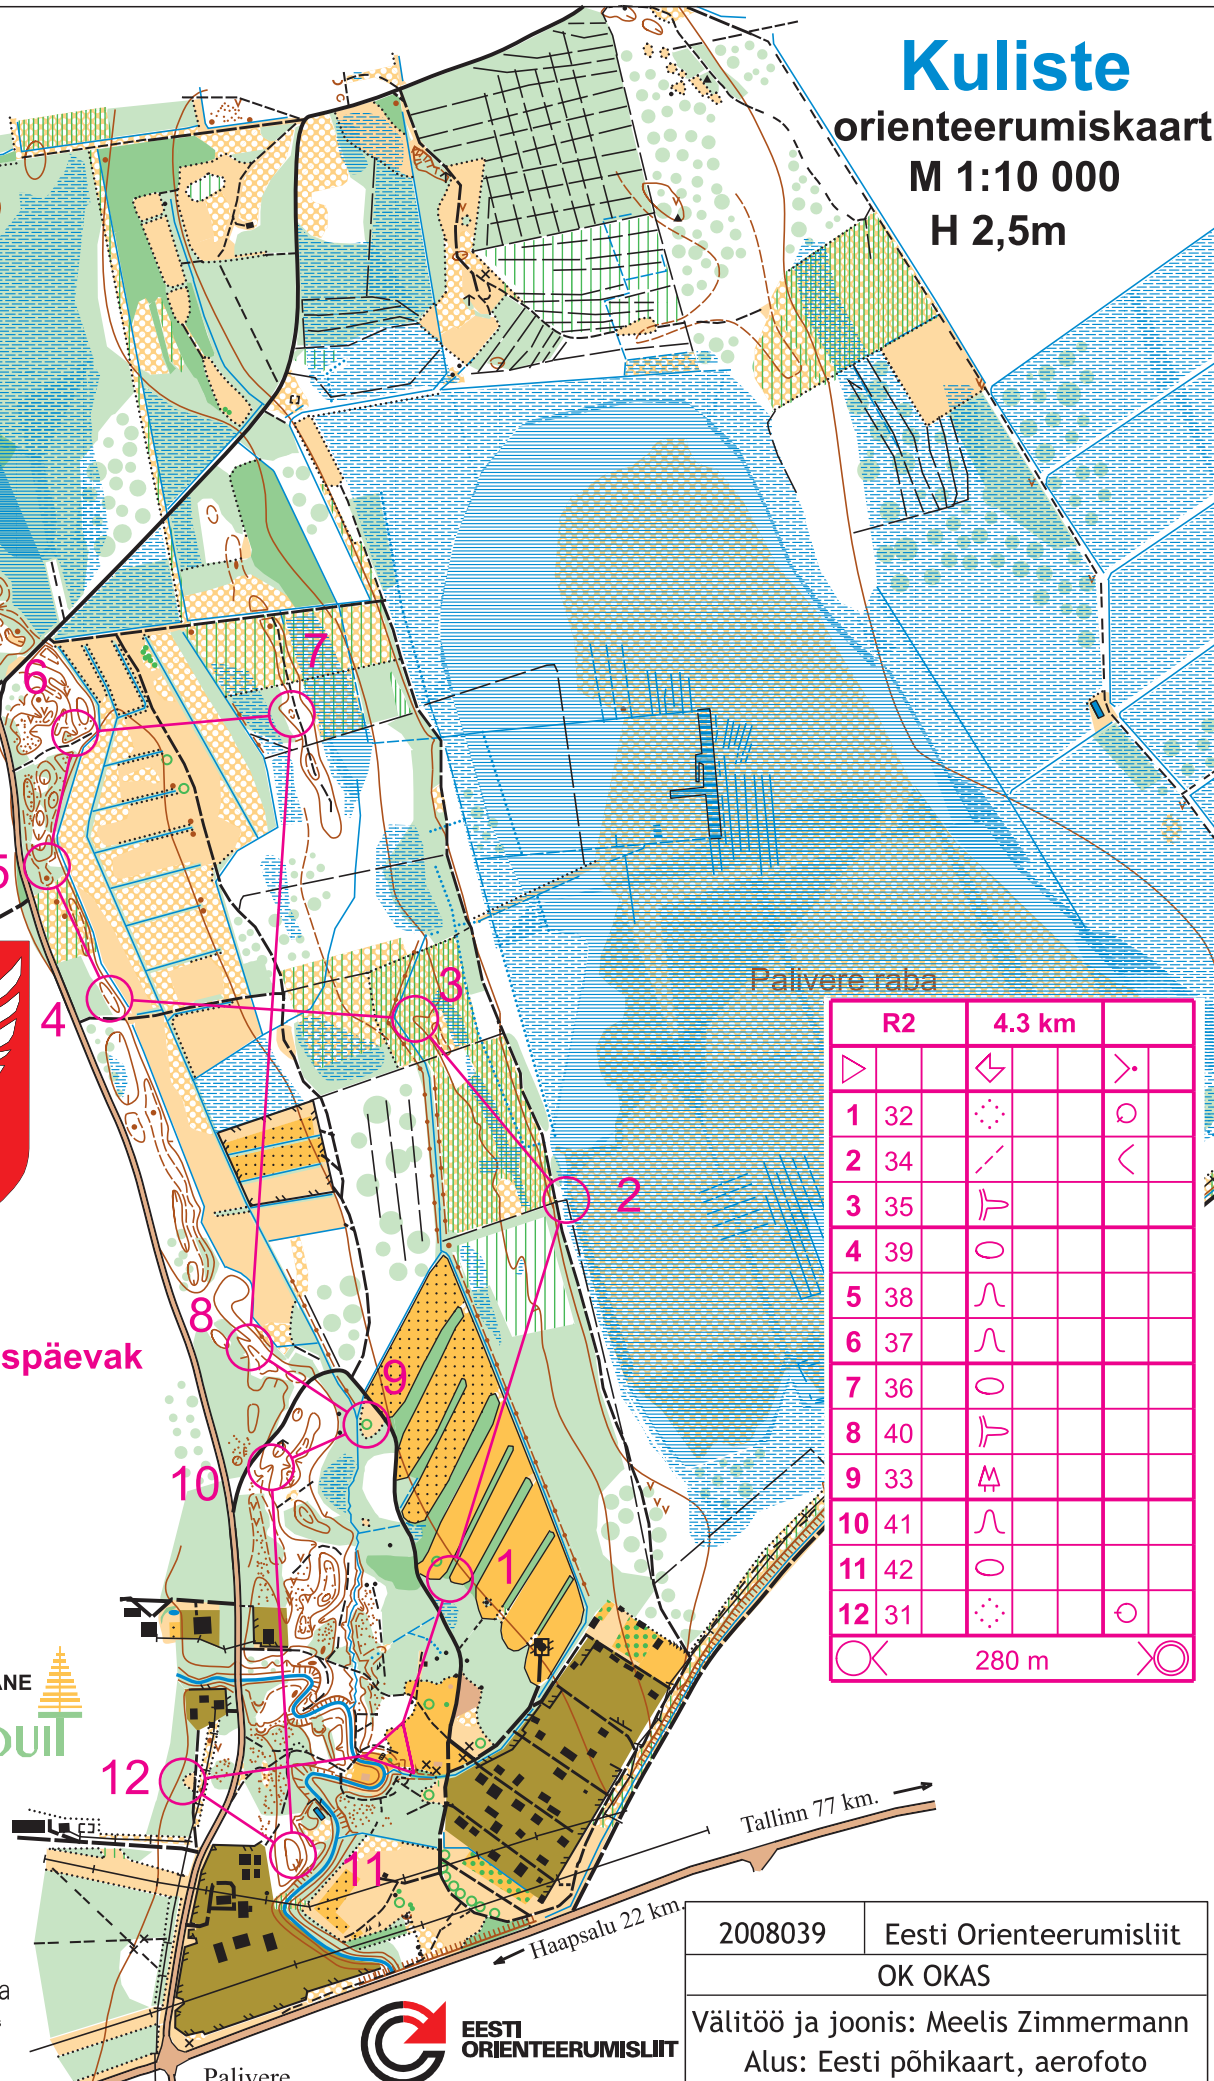 Kuliste
orienteerumiskaart
M 1:10 000
H 2,5m
7
6
5
4
3
Palivere raba
2
8
späevak
9
10
1
12
11
R2 4.3 km
1 32
2 34
3 35
4 39
5 38
6 37
7 36
8 40
9 33
10 41
11 42
12 31
280 m
Tallinn 77 km.
Haapsalu 22 km.
Palivere
EESTI
ORIENTEERUMISLIIT
2008039 Eesti Orienteerumisliit
OK OKAS
Välitöö ja joonis: Meelis Zimmermann
Alus: Eesti põhikaart, aerofoto